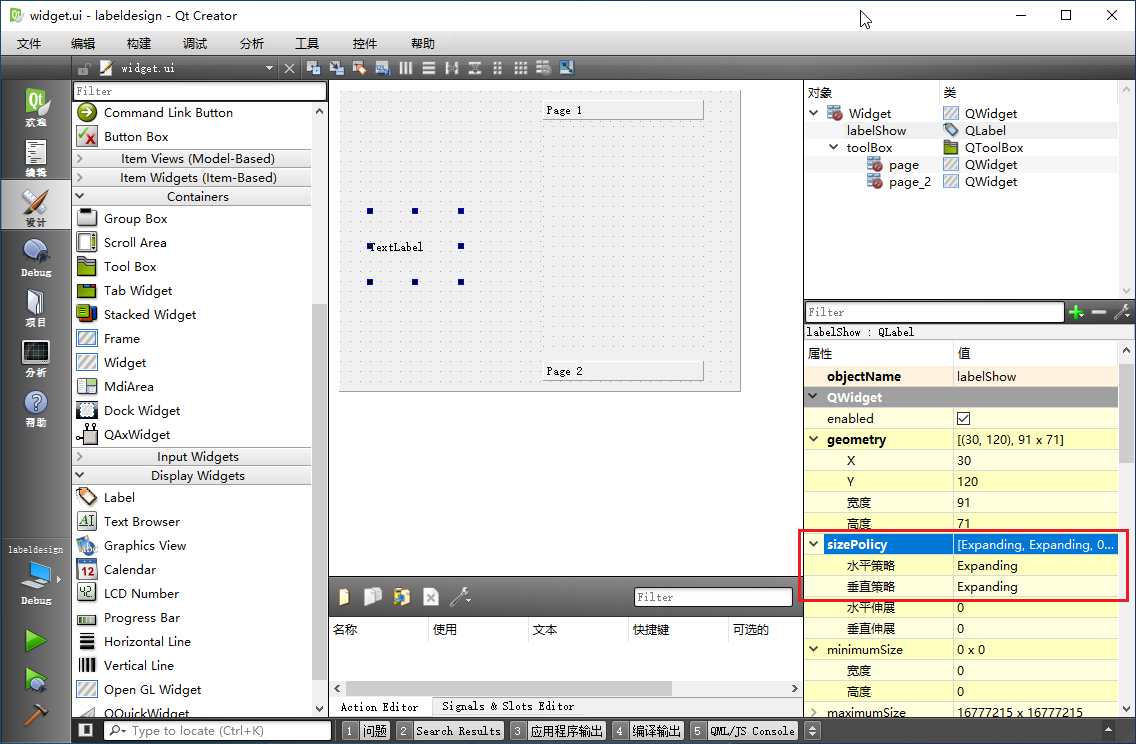 widget.ui - labeldesign - Qt Creator
文件 编辑 构建 调试 分析 工具 控件 帮助
widget.ui
Qt
欢迎
编辑
设计
Debug
项目
分析
帮助
labeldesign
Debug
Filter
Command Link Button
Button Box
Item Views (Model-Based)
Item Widgets (Item-Based)
Containers
Group Box
Scroll Area
Tool Box
Tab Widget
Stacked Widget
Frame
Widget
MdiArea
Dock Widget
QAxWidget
Input Widgets
Display Widgets
Label
Text Browser
Graphics View
Calendar
LCD Number
Progress Bar
Horizontal Line
Vertical Line
Open GL Widget
QQuickWidget
Page 1
TextLabel
Page 2
Filter
名称 使用 文本 快捷键 可选的
Action Editor Signals & Slots Editor
对象 类
Widget QWidget
labelShow QLabel
toolBox QToolBox
page QWidget
page_2 QWidget
Filter
labelShow : QLabel
属性 值
objectName labelShow
QWidget
enabled
geometry [(30, 120), 91 x 71]
X 30
Y 120
宽度 91
高度 71
sizePolicy [Expanding, Expanding, 0...
水平策略 Expanding
垂直策略 Expanding
水平伸展 0
垂直伸展 0
minimumSize 0 x 0
宽度 0
高度 0
maximumSize 16777215 x 16777215
Type to locate (Ctrl+K) 1 问题 2 Search Results 3 应用程序输出 4 编译输出 5 QML/JS Console